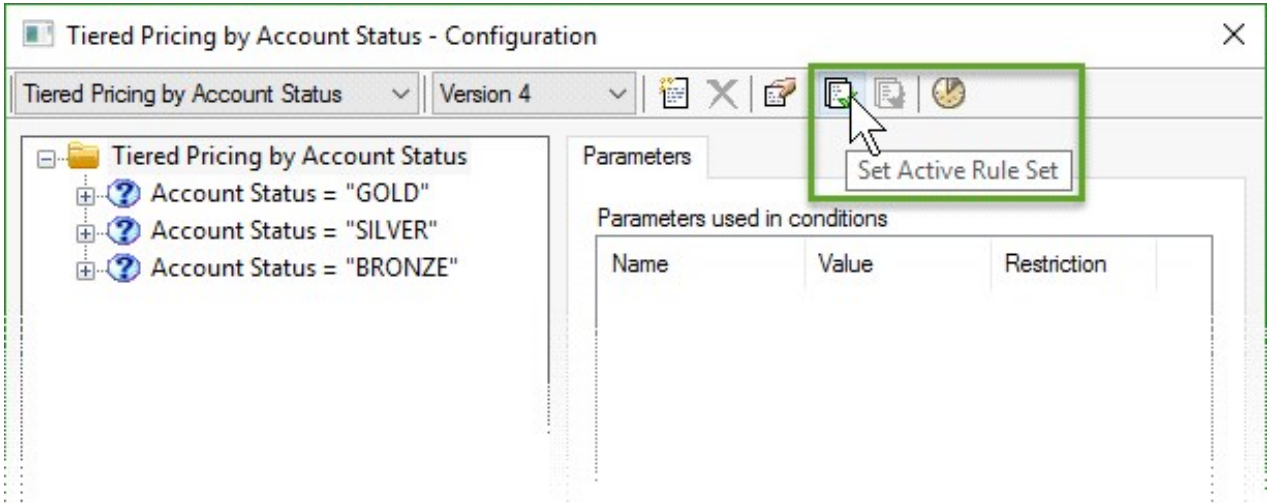 Tiered Pricing by Account Status - Configuration
Tiered Pricing by Account Status Version 4
Set Active Rule Set
Tiered Pricing by Account Status
Account Status = "GOLD"
Account Status = "SILVER"
Account Status = "BRONZE"
Parameters
Parameters used in conditions
Name Value Restriction